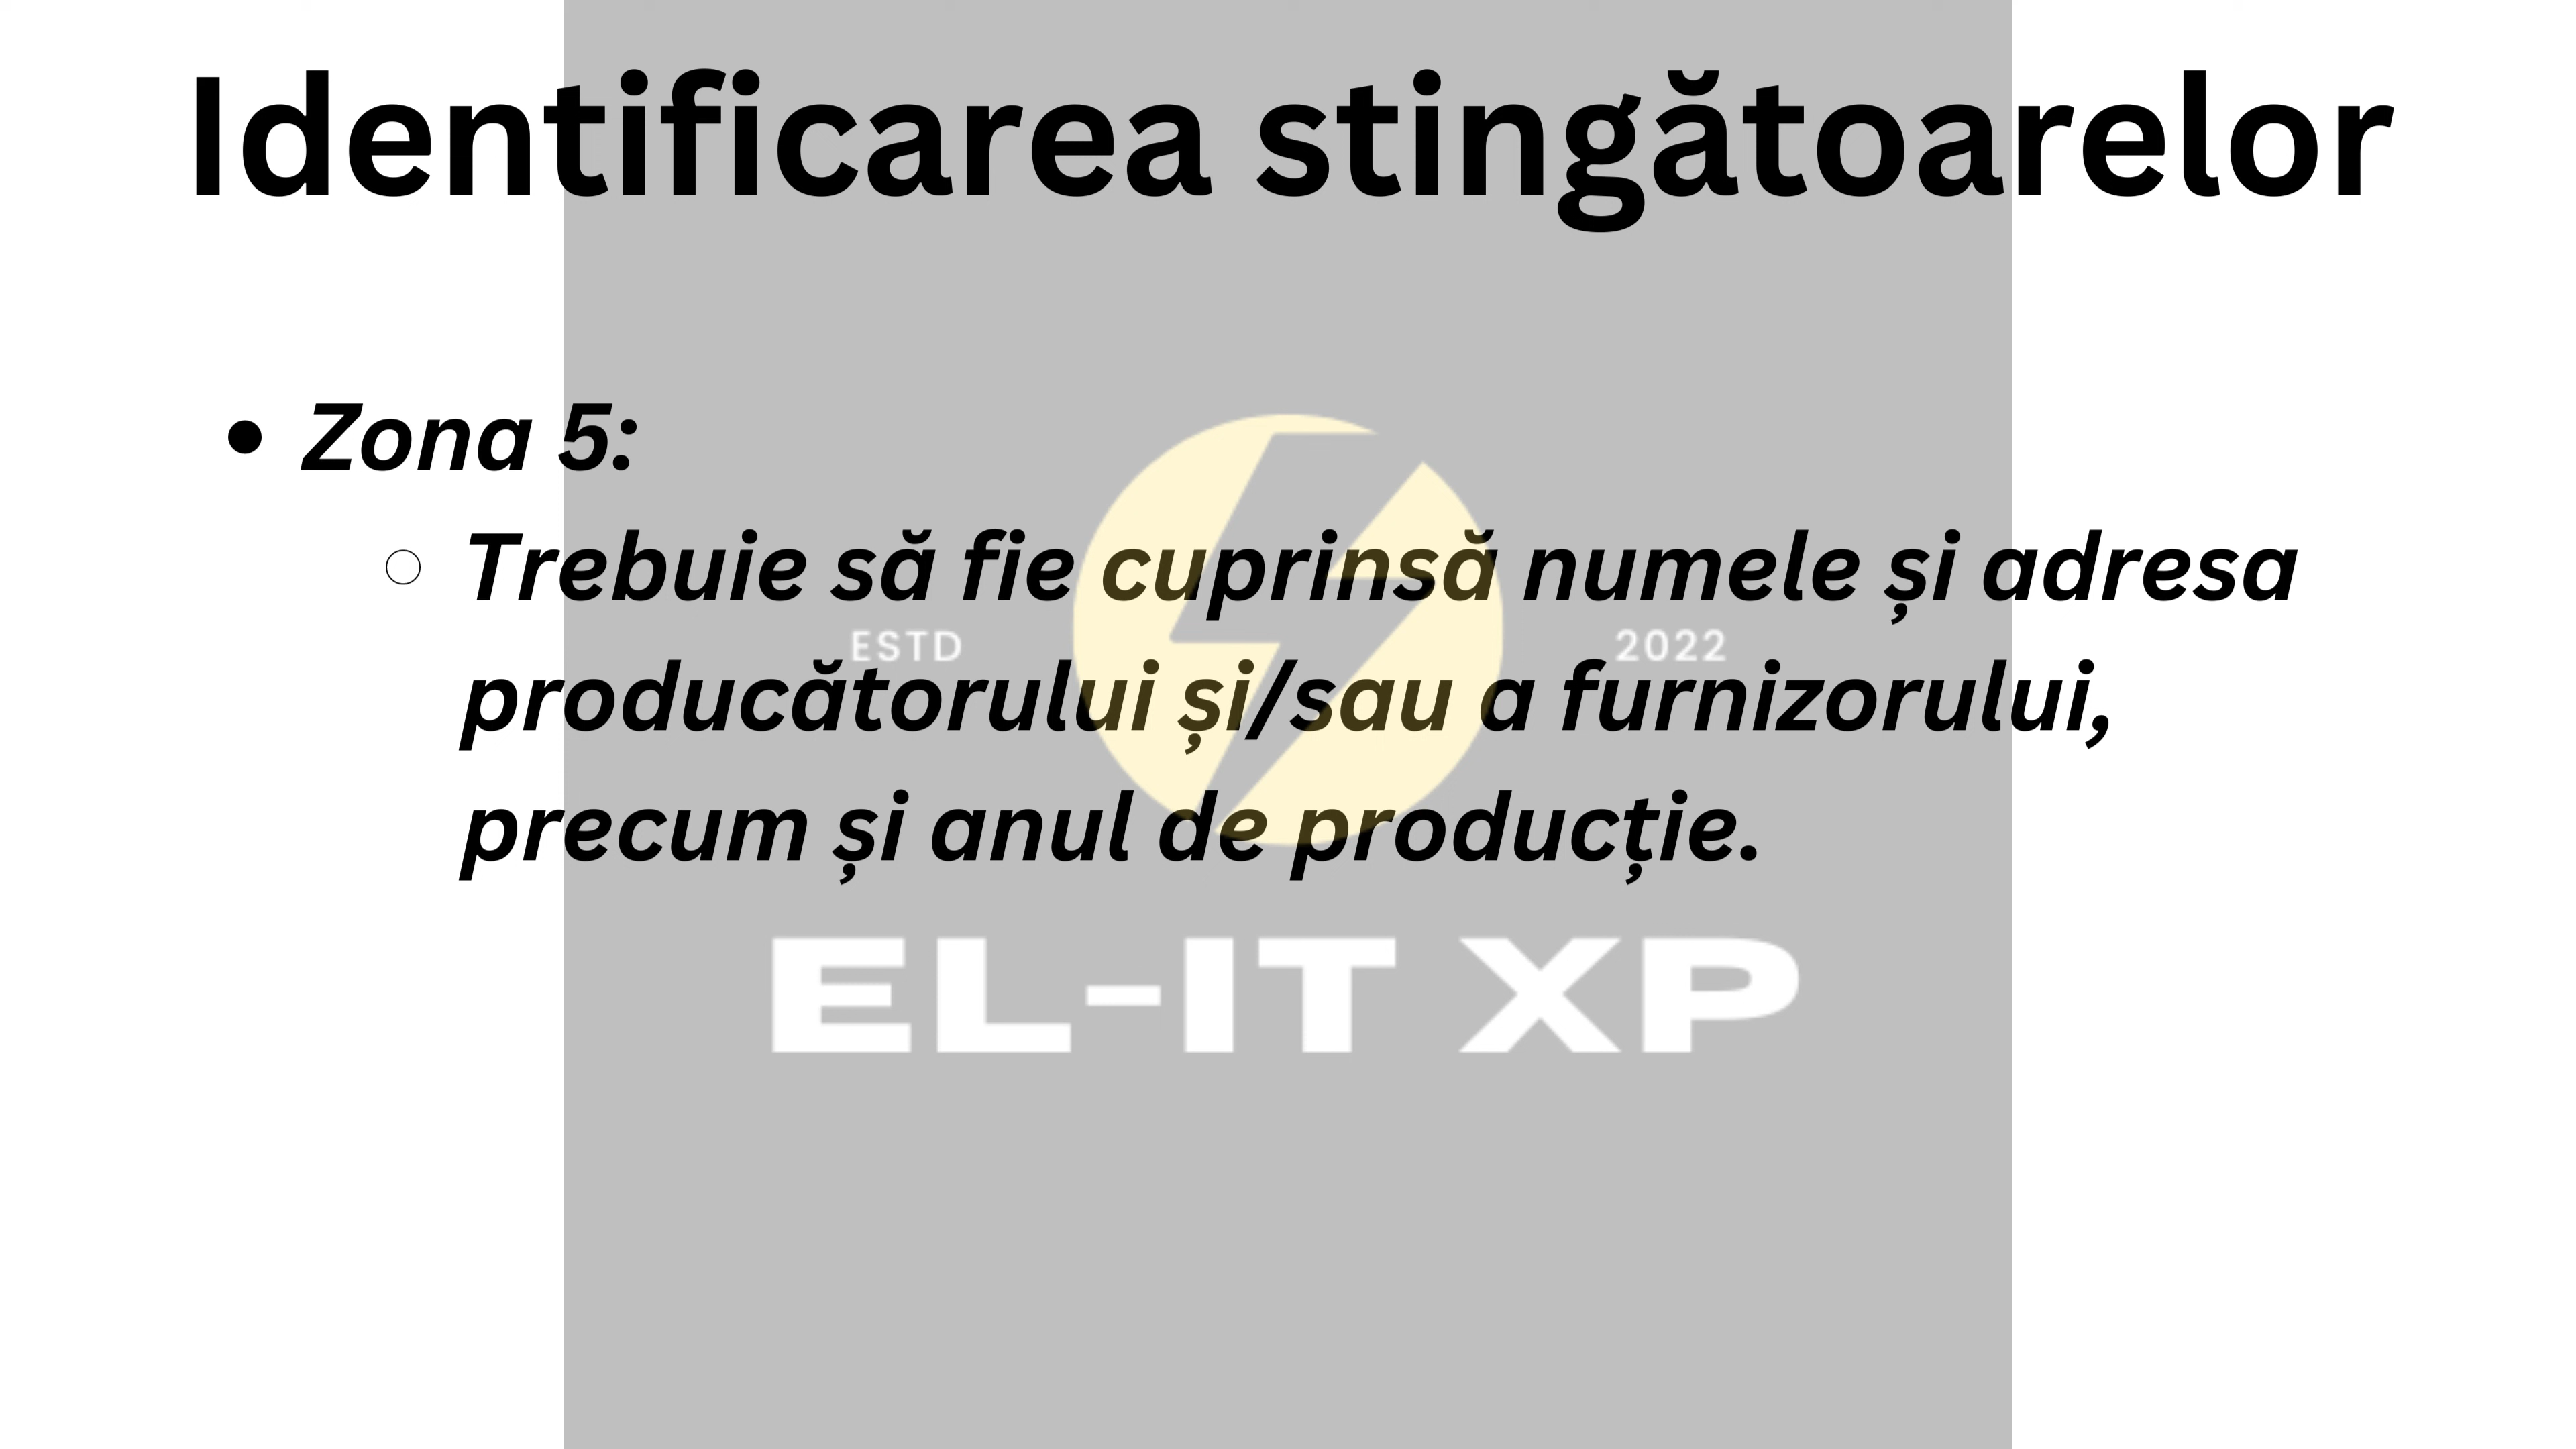 Identificarea stingătoarelor
Zona 5:
Trebuie să fie cuprinsă numele și adresa
ESTD 2022
producătorului și/sau a furnizorului,
precum și anul de producție.
EL-IT XP